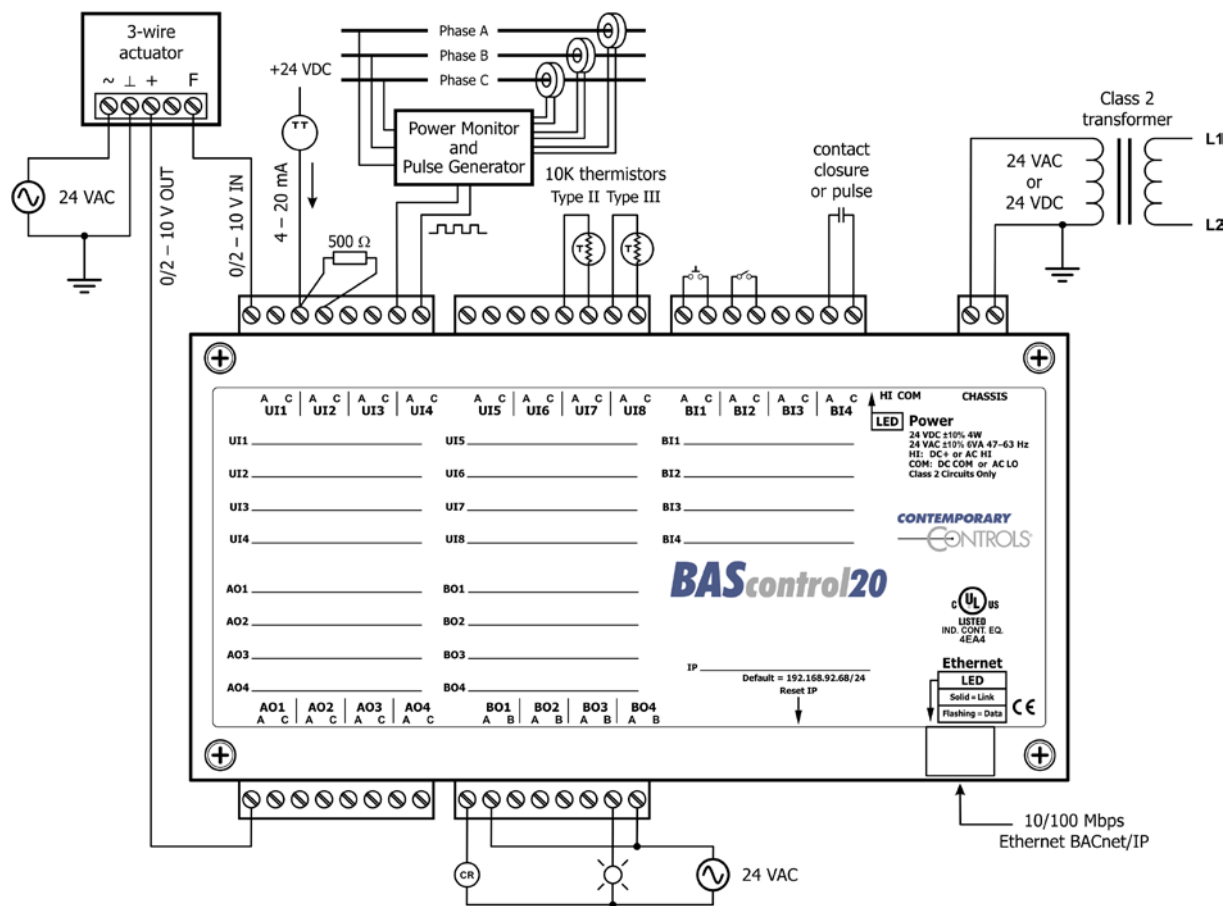 3-wire
actuator
~ ⊥ + F
24 VAC
0/2 – 10 V OUT
0/2 – 10 V IN
+24 VDC
TT
4 – 20 mA
500 Ω
Phase A
Phase B
Phase C
Power Monitor
and
Pulse Generator
10K thermistors
Type II Type III
T T
contact
closure
or pulse
Class 2
transformer
24 VAC
or
24 VDC
L1
L2
A C A C A C A C
UI1 UI2 UI3 UI4
A C A C A C A C
UI5 UI6 UI7 UI8
A C A C A C A C
BI1 BI2 BI3 BI4
HI COM
CHASSIS
LED Power
24 VDC ±10% 4W
24 VAC ±10% 6VA 47–63 Hz
HI: DC+ or AC HI
COM: DC COM or AC LO
Class 2 Circuits Only
UI1
UI2
UI3
UI4
UI5
UI6
UI7
UI8
BI1
BI2
BI3
BI4
CONTEMPORARY
CONTROLS®
BAScontrol20
AO1
AO2
AO3
AO4
BO1
BO2
BO3
BO4
C UL US
LISTED
IND. CONT. EQ.
4EA4
IP
Default = 192.168.92.68/24
Reset IP
Ethernet
LED
Solid = Link
Flashing = Data
CE
AO1 AO2 AO3 AO4
A C A C A C A C
BO1 BO2 BO3 BO4
A B A B A B A B
CR
24 VAC
10/100 Mbps
Ethernet BACnet/IP